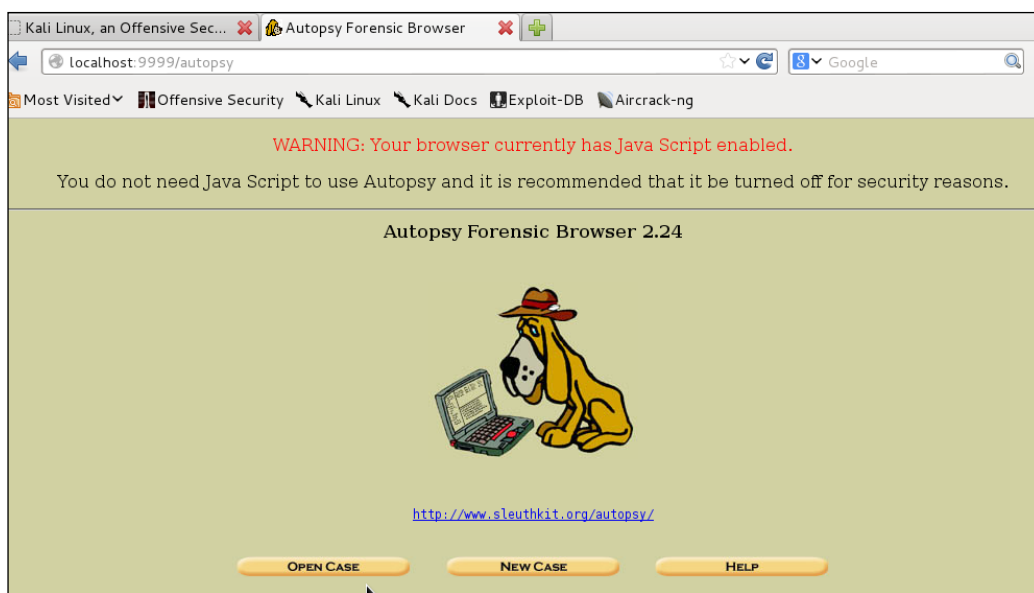 Kali Linux, an Offensive Sec... Autopsy Forensic Browser
localhost:9999/autopsy 8 Google
Most Visited Offensive Security Kali Linux Kali Docs Exploit-DB Aircrack-ng
WARNING: Your browser currently has Java Script enabled.
You do not need Java Script to use Autopsy and it is recommended that it be turned off for security reasons.
Autopsy Forensic Browser 2.24
http://www.sleuthkit.org/autopsy/
OPEN CASE NEW CASE HELP